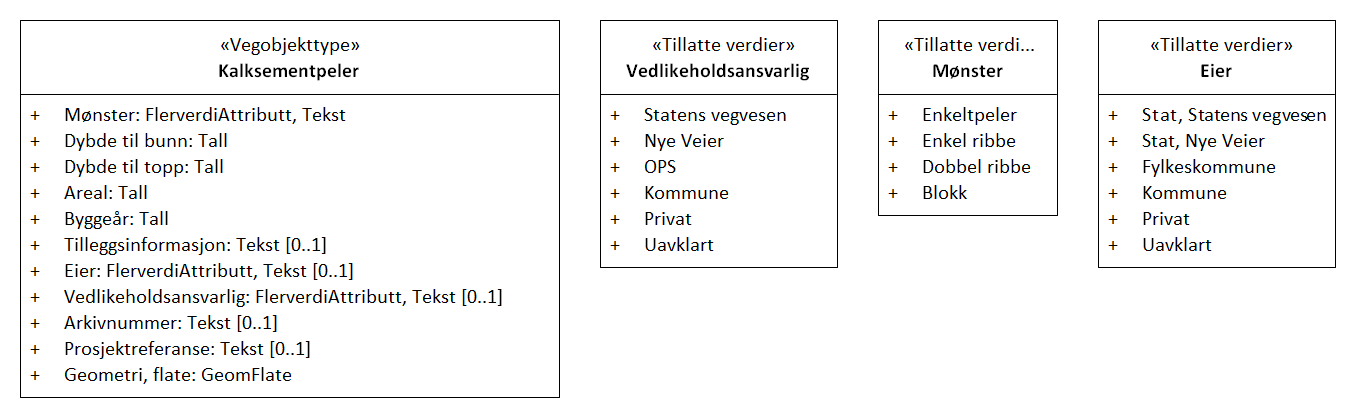 «Vegobjekttype»
Kalksementpeler
+ Mønster: FlerverdiAttributt, Tekst
+ Dybde til bunn: Tall
+ Dybde til topp: Tall
+ Areal: Tall
+ Byggeår: Tall
+ Tilleggsinformasjon: Tekst [0..1]
+ Eier: FlerverdiAttributt, Tekst [0..1]
+ Vedlikeholdsansvarlig: FlerverdiAttributt, Tekst [0..1]
+ Arkivnummer: Tekst [0..1]
+ Prosjektreferanse: Tekst [0..1]
+ Geometri, flate: GeomFlate
«Tillatte verdier»
Vedlikeholdsansvarlig
+ Statens vegvesen
+ Nye Veier
+ OPS
+ Kommune
+ Privat
+ Uavklart
«Tillatte verdi...
Mønster
+ Enkeltpeler
+ Enkel ribbe
+ Dobbel ribbe
+ Blokk
«Tillatte verdier»
Eier
+ Stat, Statens vegvesen
+ Stat, Nye Veier
+ Fylkeskommune
+ Kommune
+ Privat
+ Uavklart